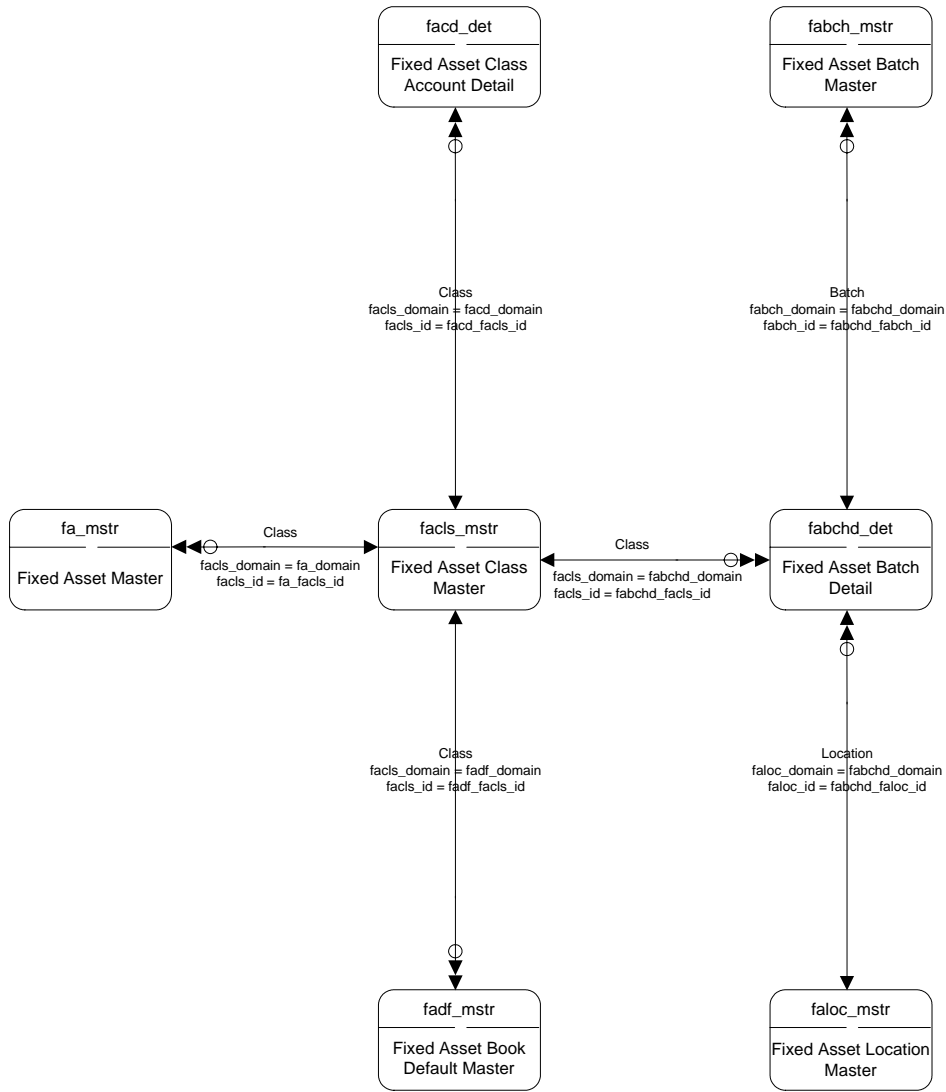 facd_det
Fixed Asset Class
Account Detail
fabch_mstr
Fixed Asset Batch
Master
Class
facls_domain = facd_domain
facls_id = facd_facls_id
Batch
fabch_domain = fabchd_domain
fabch_id = fabchd_fabch_id
fa_mstr
Fixed Asset Master
Class
facls_domain = fa_domain
facls_id = fa_facls_id
facls_mstr
Fixed Asset Class
Master
Class
facls_domain = fabchd_domain
facls_id = fabchd_facls_id
fabchd_det
Fixed Asset Batch
Detail
Class
facls_domain = fadf_domain
facls_id = fadf_facls_id
Location
faloc_domain = fabchd_domain
faloc_id = fabchd_faloc_id
fadf_mstr
Fixed Asset Book
Default Master
faloc_mstr
Fixed Asset Location
Master